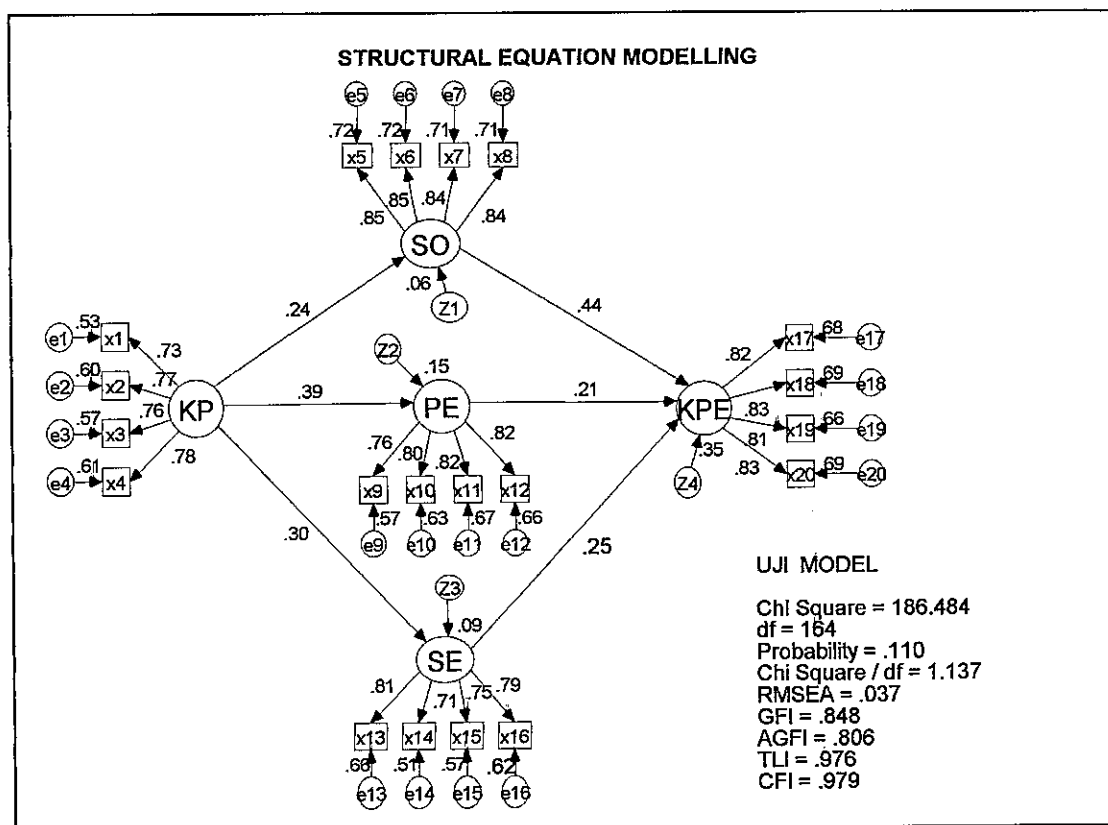 STRUCTURAL EQUATION MODELLING
e5 e6 e7 e8
.72 .72 .71 .71
x5 x6 x7 x8
.85 .85 .84 .84
SO
.06
Z1
.24
.44
e1 .53 x1 .73
e2 .60 x2 .77
e3 .57 x3 .76
e4 .61 x4 .78
KP
Z2
.15
.39
PE
.21
KPE
.35
Z4
.82 x17 .68 e17
.83 x18 .69 e18
.81 x19 .66 e19
.83 x20 .69 e20
.76 .80 .82 .82
x9 x10 x11 x12
.57 .63 .67 .66
e9 e10 e11 e12
.30
.25
Z3
.09
SE
.81 .71 .75 .79
x13 x14 x15 x16
.66 .51 .57 .62
e13 e14 e15 e16
UJI MODEL
Chi Square = 186.484
df = 164
Probability = .110
Chi Square / df = 1.137
RMSEA = .037
GFI = .848
AGFI = .806
TLI = .976
CFI = .979